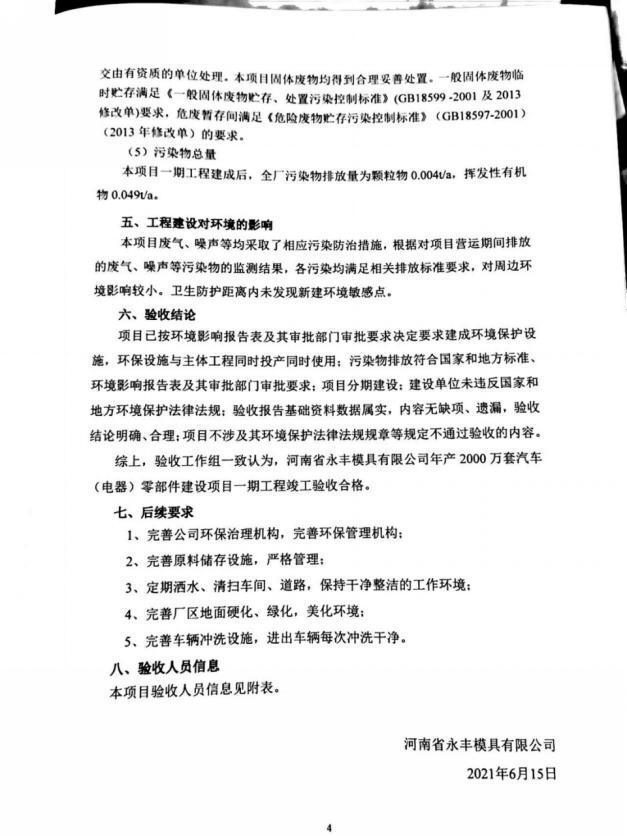 交由有资质的单位处理。本项目固体废物均得到合理妥善处置。一般固体废物临
时贮存满足《一般固体废物贮存、处置污染控制标准》(GB18599 -2001 及 2013
修改单)要求，危废暂存间满足《危险废物贮存污染控制标准》（GB18597-2001）
（2013 年修改单）的要求。
（5）污染物总量
本项目一期工程建成后，全厂污染物排放量为颗粒物 0.004t/a，挥发性有机
物 0.049t/a。
五、工程建设对环境的影响
本项目废气、噪声等均采取了相应污染防治措施，根据对项目营运期间排放
的废气、噪声等污染物的监测结果，各污染均满足相关排放标准要求，对周边环
境影响较小。卫生防护距离内未发现新建环境敏感点。
六、验收结论
项目已按环境影响报告表及其审批部门审批要求决定要求建成环境保护设
施，环保设施与主体工程同时投产同时使用；污染物排放符合国家和地方标准、
环境影响报告表及其审批部门审批要求；项目分期建设；建设单位未违反国家和
地方环境保护法律法规；验收报告基础资料数据属实，内容无缺项、遗漏，验收
结论明确、合理；项目不涉及其环境保护法律法规规章等规定不通过验收的内容。
综上，验收工作组一致认为，河南省永丰模具有限公司年产 2000 万套汽车
（电器）零部件建设项目一期工程竣工验收合格。
七、后续要求
1、完善公司环保治理机构，完善环保管理机构；
2、完善原料储存设施，严格管理；
3、定期洒水、清扫车间、道路，保持干净整洁的工作环境；
4、完善厂区地面硬化、绿化，美化环境；
5、完善车辆冲洗设施，进出车辆每次冲洗干净。
八、验收人员信息
本项目验收人员信息见附表。
河南省永丰模具有限公司
2021年6月15日
4